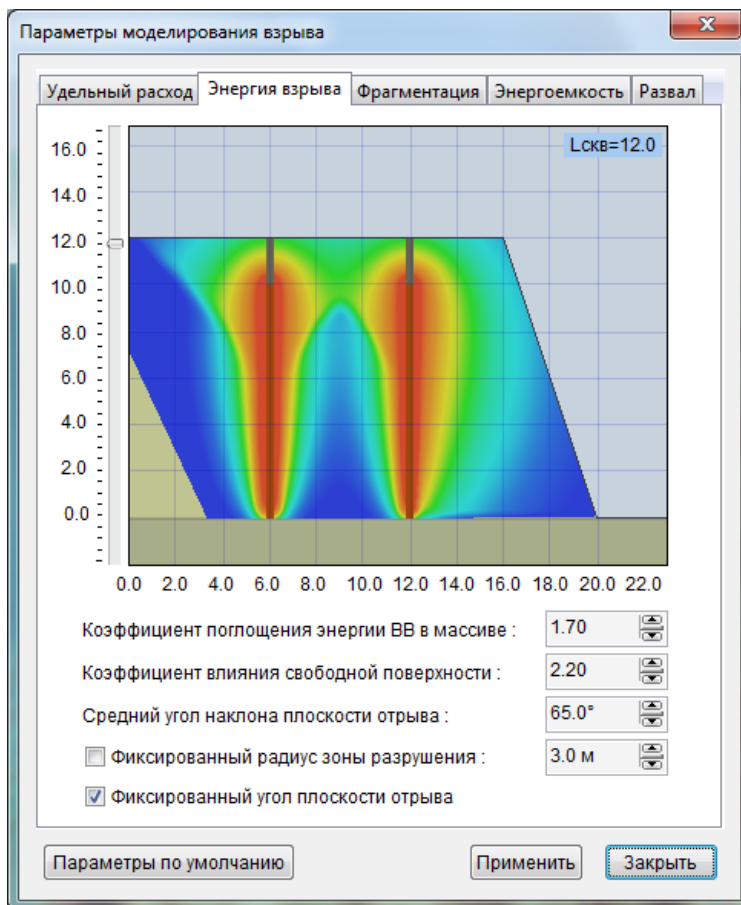 Параметры моделирования взрыва
Удельный расход Энергия взрыва Фрагментация Энергоемкость Развал
Lскв=12.0
16.0
14.0
12.0
10.0
8.0
6.0
4.0
2.0
0.0
0.0 2.0 4.0 6.0 8.0 10.0 12.0 14.0 16.0 18.0 20.0 22.0
Коэффициент поглощения энергии ВВ в массиве : 1.70
Коэффициент влияния свободной поверхности : 2.20
Средний угол наклона плоскости отрыва : 65.0°
Фиксированный радиус зоны разрушения : 3.0 м
Фиксированный угол плоскости отрыва
Параметры по умолчанию Применить Закрыть